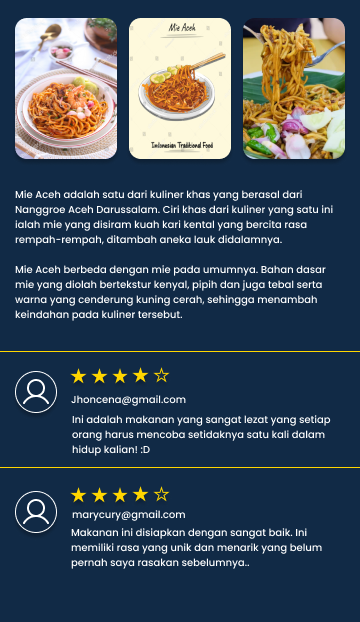 Mie Aceh
Indonesian Traditional Food
Mie Aceh adalah satu dari kuliner khas yang berasal dari
Nanggroe Aceh Darussalam. Ciri khas dari kuliner yang satu ini
ialah mie yang disiram kuah kari kental yang bercita rasa
rempah-rempah, ditambah aneka lauk didalamnya.
Mie Aceh berbeda dengan mie pada umumnya. Bahan dasar
mie yang diolah bertekstur kenyal, pipih dan juga tebal serta
warna yang cenderung kuning cerah, sehingga menambah
keindahan pada kuliner tersebut.
Jhoncena@gmail.com
Ini adalah makanan yang sangat lezat yang setiap
orang harus mencoba setidaknya satu kali dalam
hidup kalian! :D
marycury@gmail.com
Makanan ini disiapkan dengan sangat baik. Ini
memiliki rasa yang unik dan menarik yang belum
pernah saya rasakan sebelumnya..